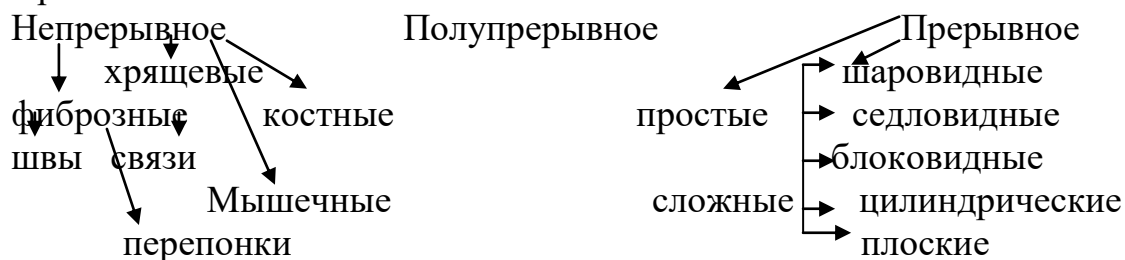 Непрерывное Полупрерывное Прерывное
хрящевые шаровидные
фиброзные костные простые седловидные
швы связи блоковидные
Мышечные сложные цилиндрические
перепонки плоские